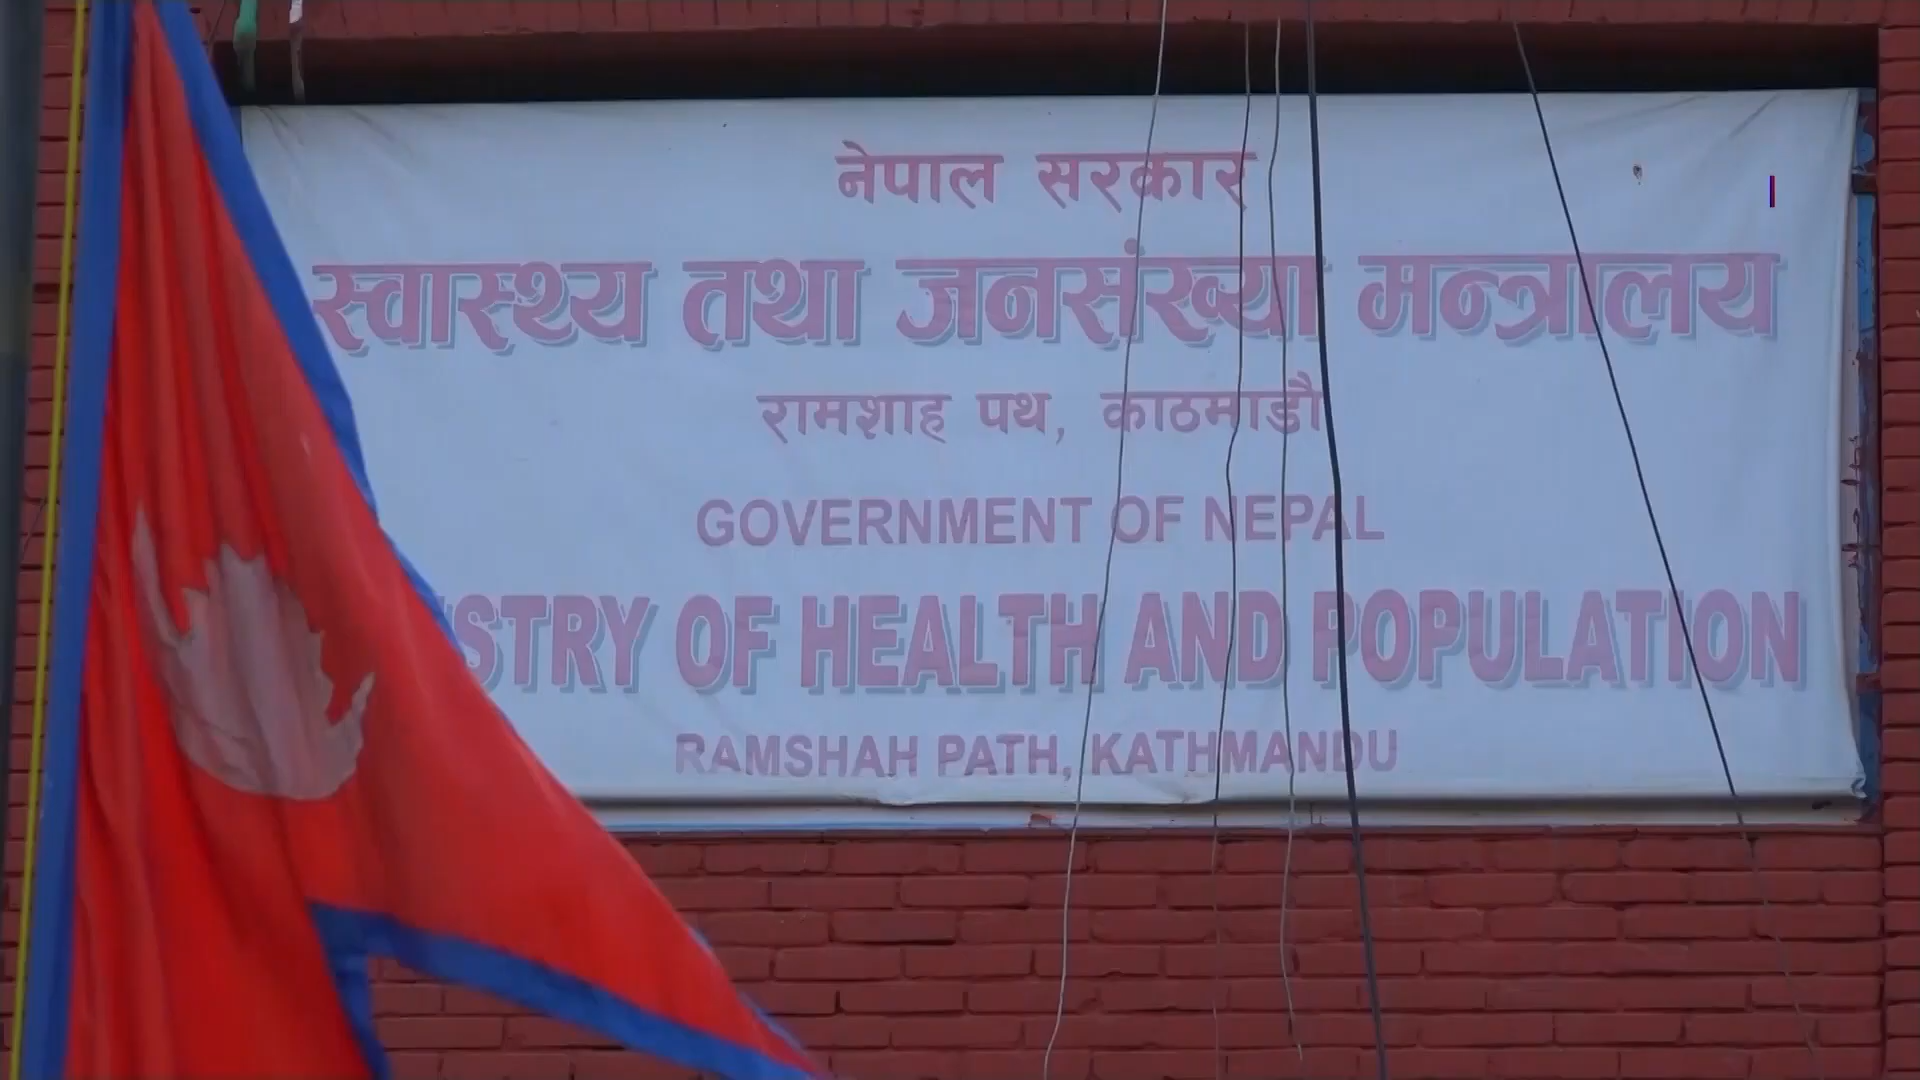 नेपाल सरकार
स्वास्थ्य तथा जनसंख्या मन्त्रालय
रामशाह पथ, काठमाडौं
GOVERNMENT OF NEPAL
STRY OF HEALTH AND POPULATION
RAMSHAH PATH, KATHMANDU